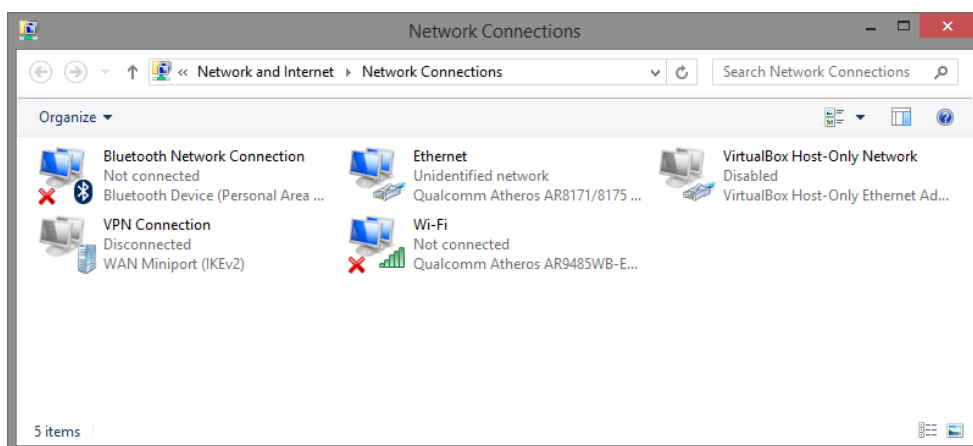 Network Connections
« Network and Internet Network Connections
Search Network Connections
Organize
Bluetooth Network Connection
Not connected
Bluetooth Device (Personal Area ...
Ethernet
Unidentified network
Qualcomm Atheros AR8171/8175 ...
VirtualBox Host-Only Network
Disabled
VirtualBox Host-Only Ethernet Ad...
VPN Connection
Disconnected
WAN Miniport (IKEv2)
Wi-Fi
Not connected
Qualcomm Atheros AR9485WB-E...
5 items